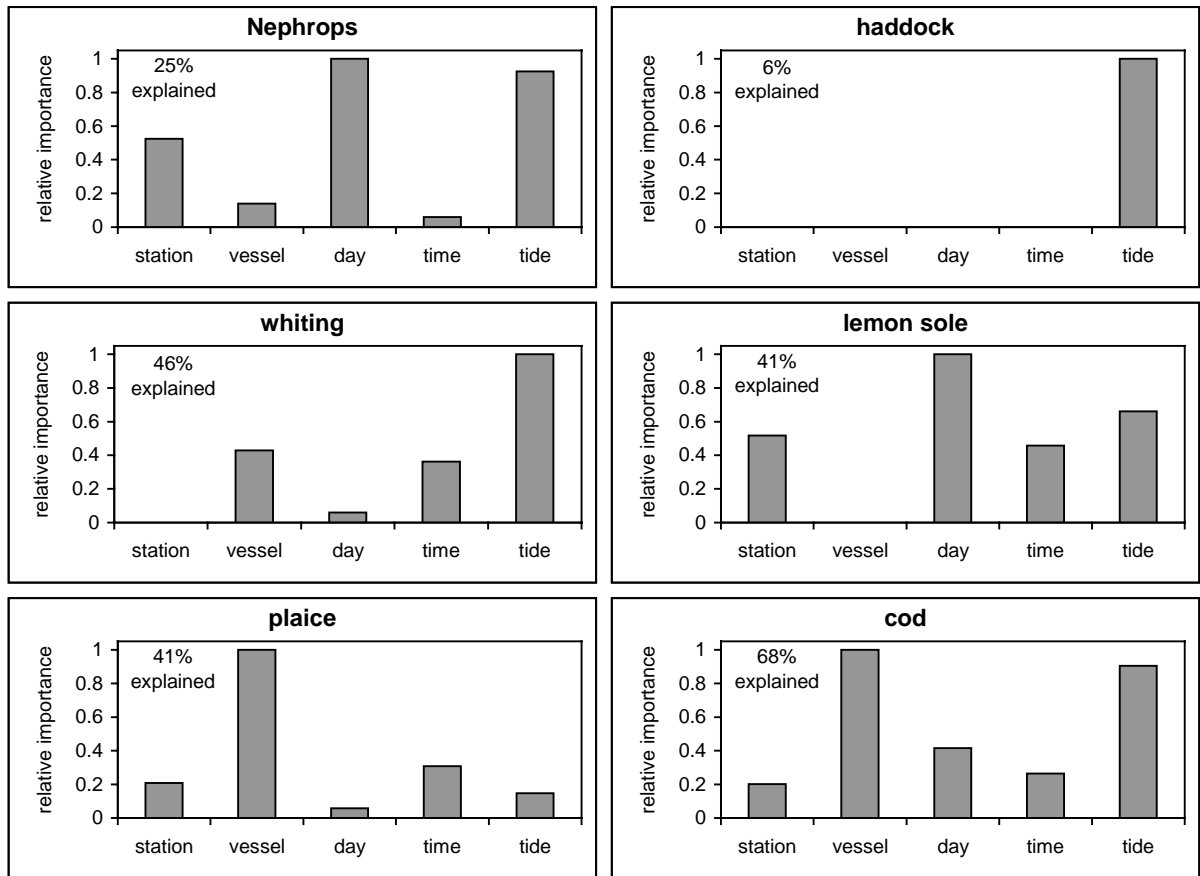 Nephrops
relative importance
1
0.8
0.6
0.4
0.2
0
25%
explained
station vessel day time tide
haddock
relative importance
1
0.8
0.6
0.4
0.2
0
6%
explained
station vessel day time tide
whiting
relative importance
1
0.8
0.6
0.4
0.2
0
46%
explained
station vessel day time tide
lemon sole
relative importance
1
0.8
0.6
0.4
0.2
0
41%
explained
station vessel day time tide
plaice
relative importance
1
0.8
0.6
0.4
0.2
0
41%
explained
station vessel day time tide
cod
relative importance
1
0.8
0.6
0.4
0.2
0
68%
explained
station vessel day time tide